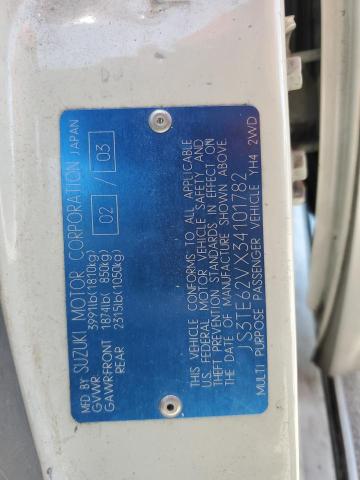 MFD BY SUZUKI MOTOR CORPORATION JAPAN
GVWR 3991lb(1810kg) 02 / 03
GAWRFRONT 1874lb( 850kg)
REAR 2315lb(1050kg)
THIS VEHICLE CONFORMS TO ALL APPLICABLE
U.S. FEDERAL MOTOR VEHICLE SAFETY AND
THEFT PREVENTION STANDARDS IN EFFECT ON
THE DATE OF MANUFACTURE SHOWN ABOVE.
JS3TE62VX34101782
MULTI PURPOSE PASSENGER VEHICLE YH4 2WD